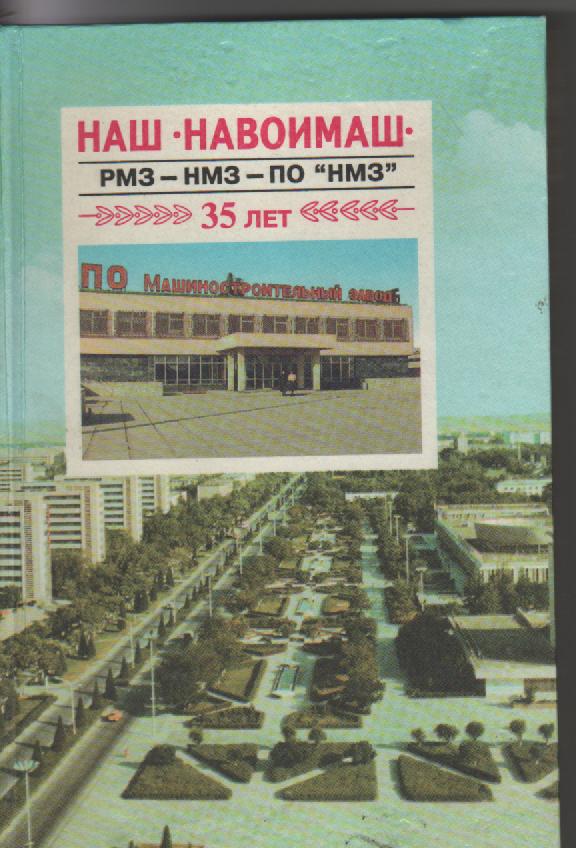 НАШ ·НАВОИМАШ·
РМЗ – НМЗ – ПО “НМЗ”
35 ЛЕТ
ПО МАШИНОСТРОИТЕЛЬНЫЙ ЗАВОД